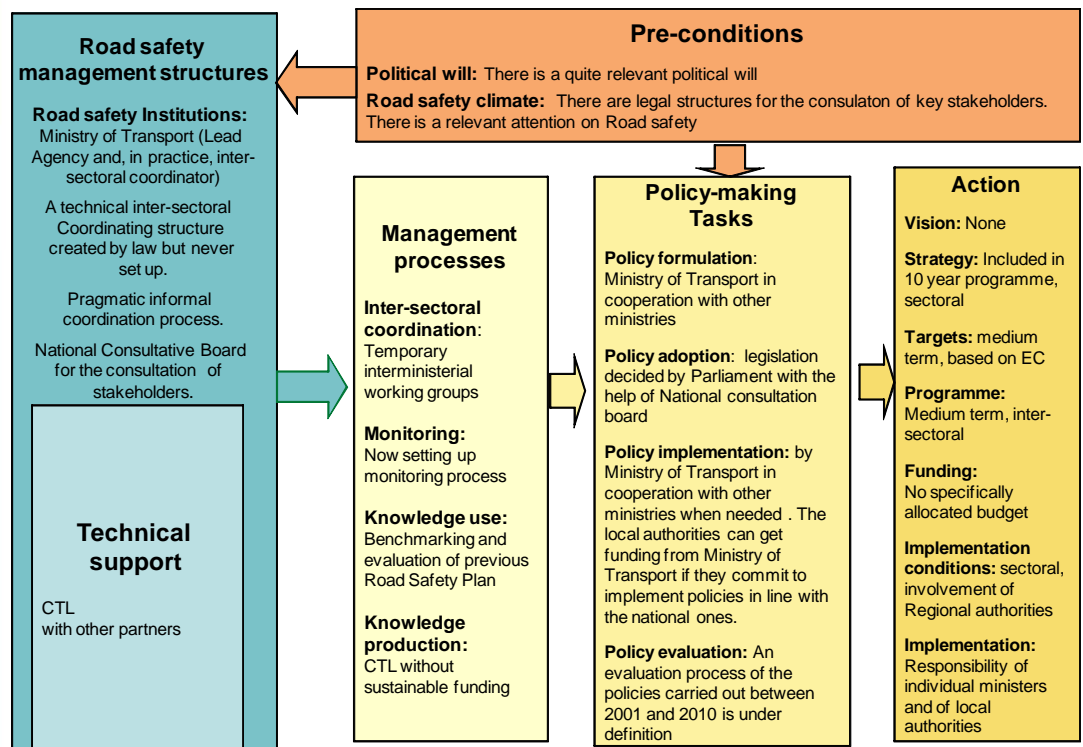 Road safety
management structures
Road safety Institutions:
Ministry of Transport (Lead
Agency and, in practice, inter-
sectoral coordinator)
A technical inter-sectoral
Coordinating structure
created by law but never
set up.
Pragmatic informal
coordination process.
National Consultative Board
for the consultation of
stakeholders.
Technical
support
CTL
with other partners
Pre-conditions
Political will: There is a quite relevant political will
Road safety climate: There are legal structures for the consulaton of key stakeholders.
There is a relevant attention on Road safety
Management
processes
Inter-sectoral
coordination:
Temporary
interministerial
working groups
Monitoring:
Now setting up
monitoring process
Knowledge use:
Benchmarking and
evaluation of previous
Road Safety Plan
Knowledge
production:
CTL without
sustainable funding
Policy-making
Tasks
Policy formulation:
Ministry of Transport in
cooperation with other
ministries
Policy adoption: legislation
decided by Parliament with the
help of National consultation
board
Policy implementation: by
Ministry of Transport in
cooperation with other
ministries when needed . The
local authorities can get
funding from Ministry of
Transport if they commit to
implement policies in line with
the national ones.
Policy evaluation: An
evaluation process of the
policies carried out between
2001 and 2010 is under
definition
Action
Vision: None
Strategy: Included in
10 year programme,
sectoral
Targets: medium
term, based on EC
Programme:
Medium term, inter-
sectoral
Funding:
No specifically
allocated budget
Implementation
conditions: sectoral,
involvement of
Regional authorities
Implementation:
Responsibility of
individual ministers
and of local
authorities